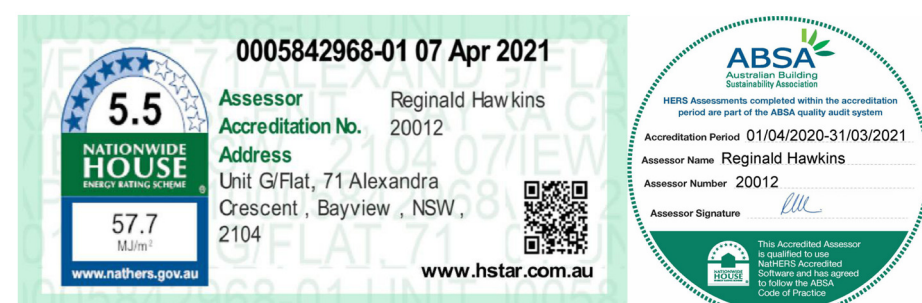 0005842968-01 07 Apr 2021
5.5
NATIONWIDE
HOUSE
ENERGY RATING SCHEME
57.7
MJ/m²
www.nathers.gov.au
Assessor Reginald Hawkins
Accreditation No. 20012
Address
Unit G/Flat, 71 Alexandra
Crescent , Bayview , NSW ,
2104
www.hstar.com.au
ABSA
Australian Building
Sustainability Association
HERS Assessments completed within the accreditation
period are part of the ABSA quality audit system
Accreditation Period 01/04/2020-31/03/2021
Assessor Name Reginald Hawkins
Assessor Number 20012
Assessor Signature
NATIONWIDE
HOUSE
This Accredited Assessor
is qualified to use
NatHERS Accredited
Software and has agreed
to follow the ABSA
Code of Practice